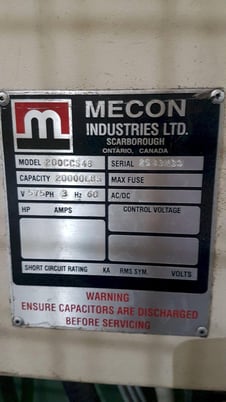 m
MECON
INDUSTRIES LTD.
SCARBOROUGH
ONTARIO, CANADA
MODEL 200CCS48 SERIAL
CAPACITY 20000LBS MAX FUSE
V 575 PH 3 Hz 60 AC/DC
HP AMPS CONTROL VOLTAGE
SHORT CIRCUIT RATING KA RMS SYM. VOLTS
WARNING
ENSURE CAPACITORS ARE DISCHARGED
BEFORE SERVICING